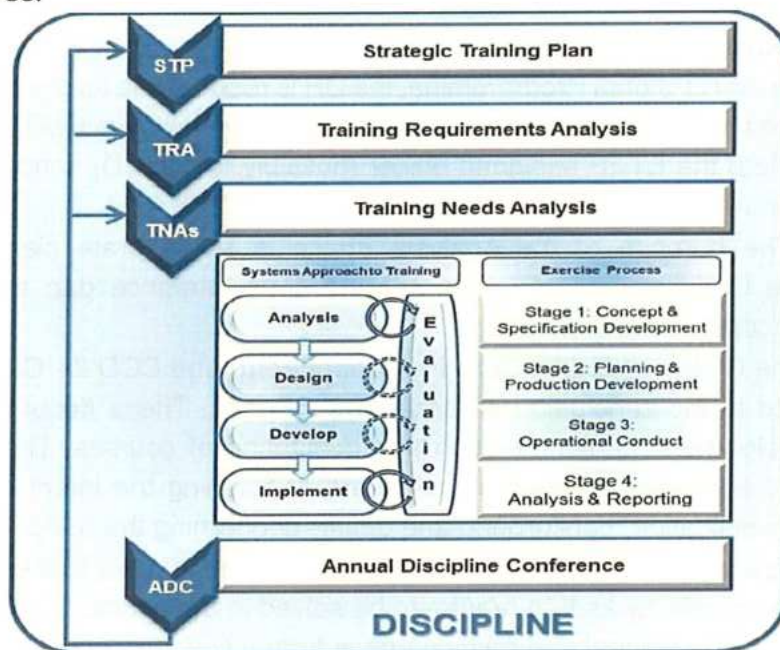 STP
Strategic Training Plan
TRA
Training Requirements Analysis
TNAs
Training Needs Analysis
Systems Approach to Training
Analysis
Design
Develop
Implement
Evaluation
Exercise Process
Stage 1: Concept &
Specification Development
Stage 2: Planning &
Production Development
Stage 3:
Operational Conduct
Stage 4:
Analysis & Reporting
ADC
Annual Discipline Conference
DISCIPLINE